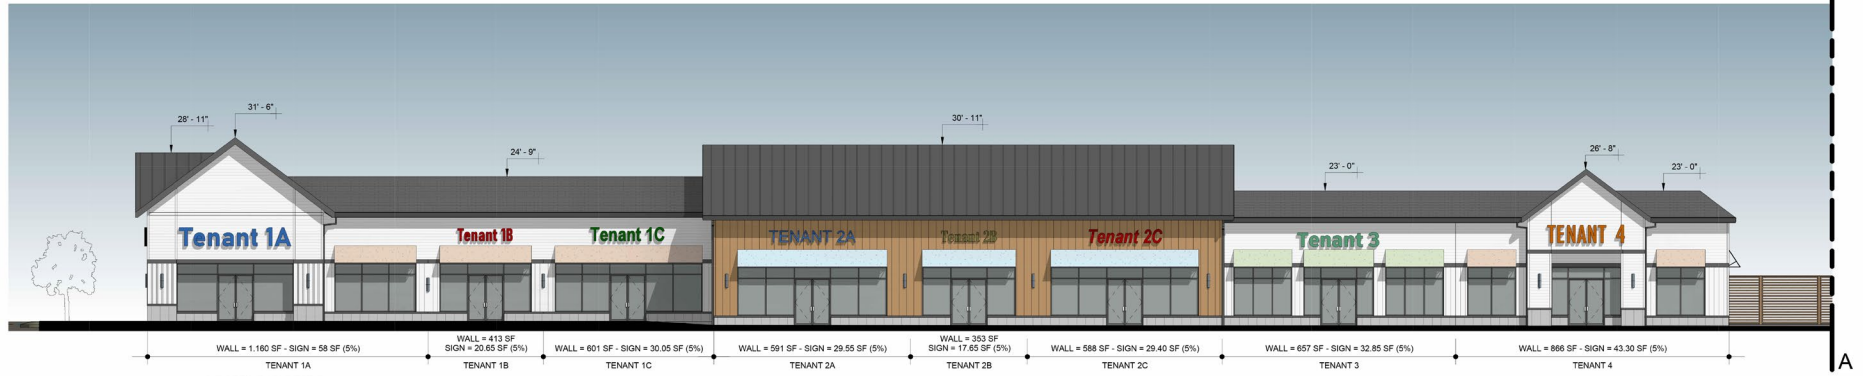 31' - 6"
28' - 11"
30' - 11"
24' - 9"
26' - 8"
23' - 0"
23' - 0"
Tenant 1A
Tenant 1B
Tenant 1C
TENANT 2A
Tenant 2B
Tenant 2C
Tenant 3
TENANT 4
WALL = 1,160 SF - SIGN = 58 SF (5%)
WALL = 413 SF
SIGN = 20.65 SF (5%)
WALL = 601 SF - SIGN = 30.05 SF (5%)
WALL = 591 SF - SIGN = 29.55 SF (5%)
WALL = 353 SF
SIGN = 17.65 SF (5%)
WALL = 588 SF - SIGN = 29.40 SF (5%)
WALL = 657 SF - SIGN = 32.85 SF (5%)
WALL = 866 SF - SIGN = 43.30 SF (5%)
TENANT 1A
TENANT 1B
TENANT 1C
TENANT 2A
TENANT 2B
TENANT 2C
TENANT 3
TENANT 4
A